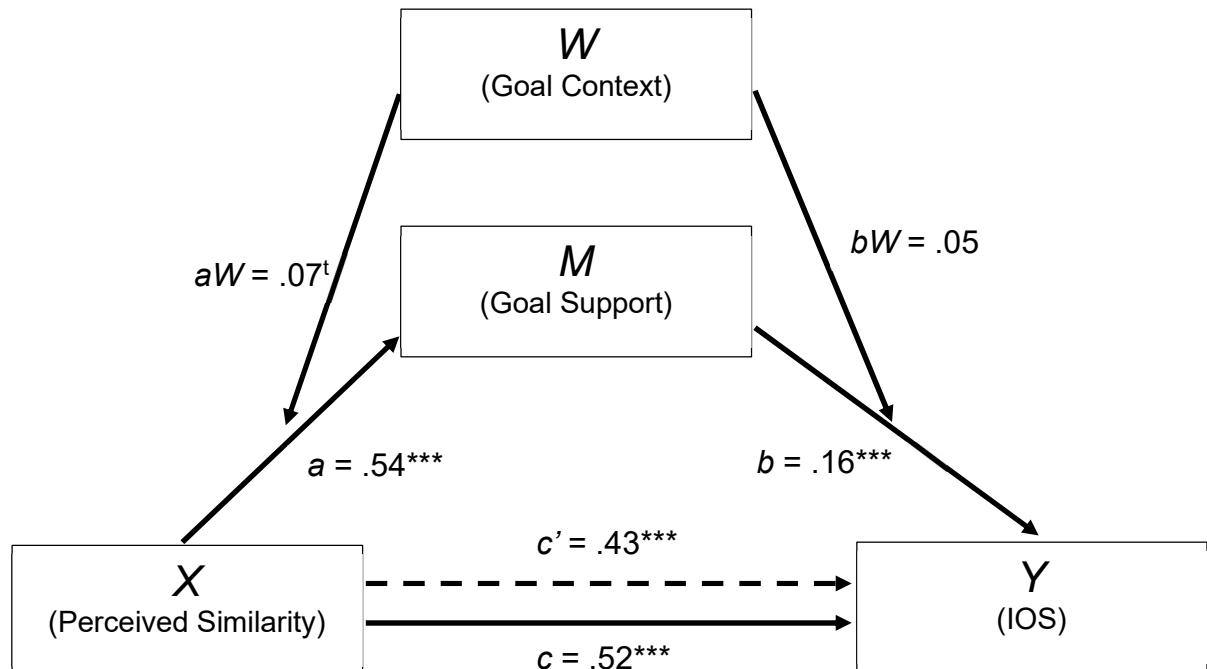 W
(Goal Context)
M
(Goal Support)
aW = .07ᵗ
bW = .05
a = .54***
b = .16***
X
(Perceived Similarity)
c’ = .43***
c = .52***
Y
(IOS)